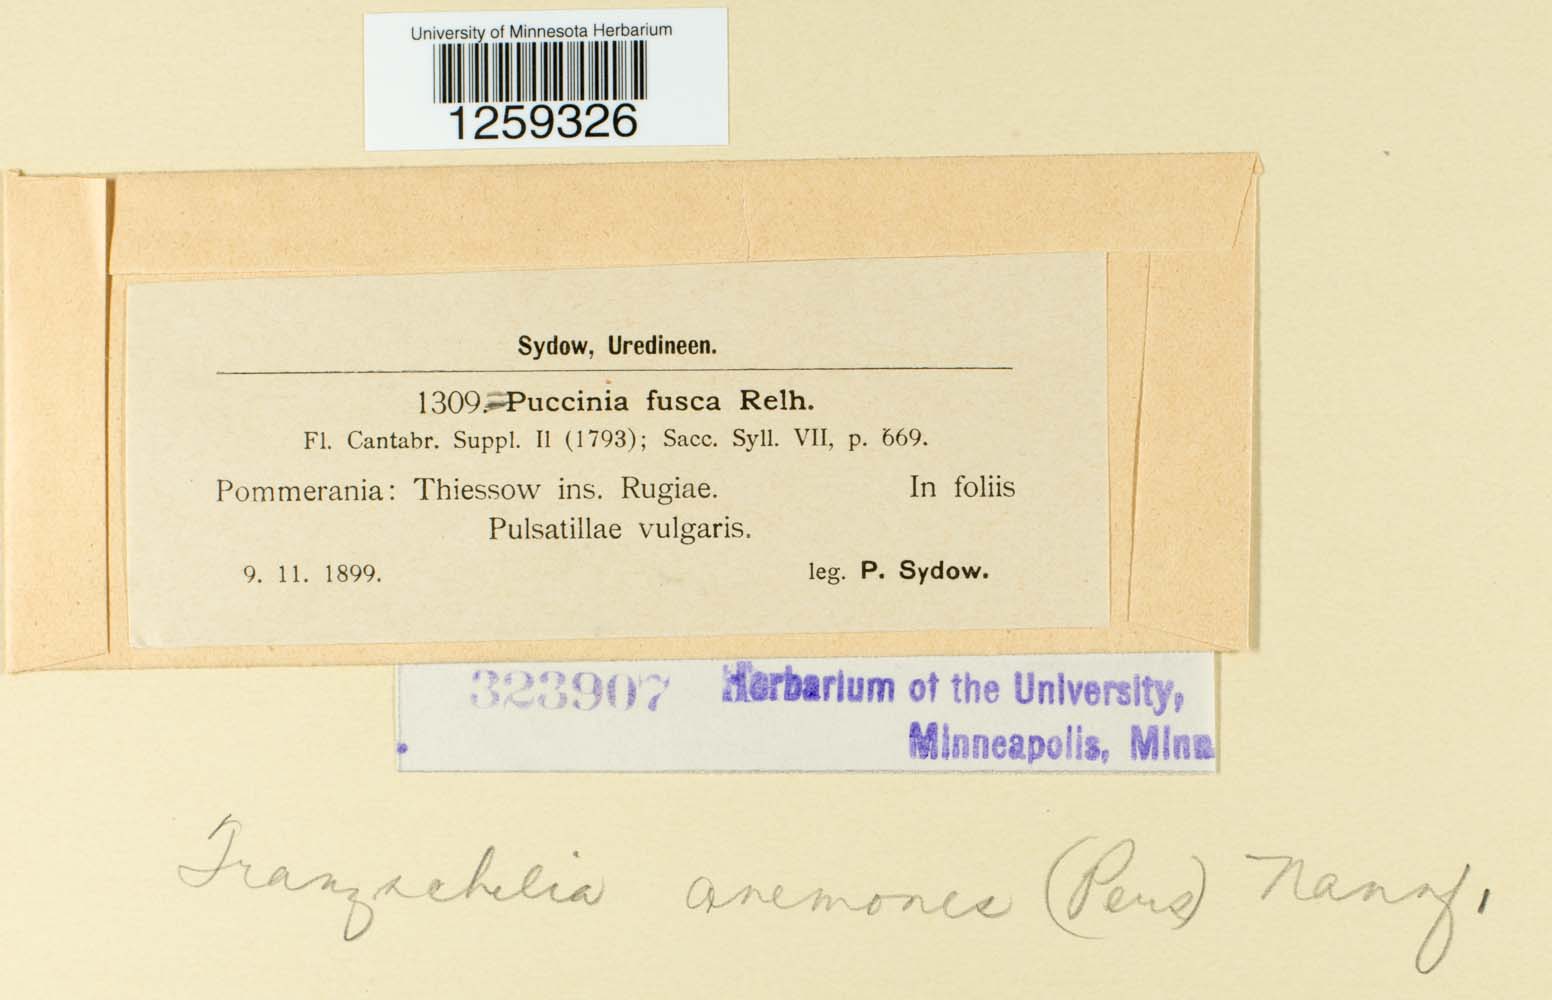 University of Minnesota Herbarium
1259326
Sydow, Uredineen.
1309. Puccinia fusca Relh.
Fl. Cantabr. Suppl. II (1793); Sacc. Syll. VII, p. 669.
Pommerania: Thiessow ins. Rugiae. In foliis
Pulsatillae vulgaris.
9. 11. 1899. leg. P. Sydow.
323907 Herbarium of the University,
Minneapolis, Minn
Tranzschelia anemones (Pers) Nannf.